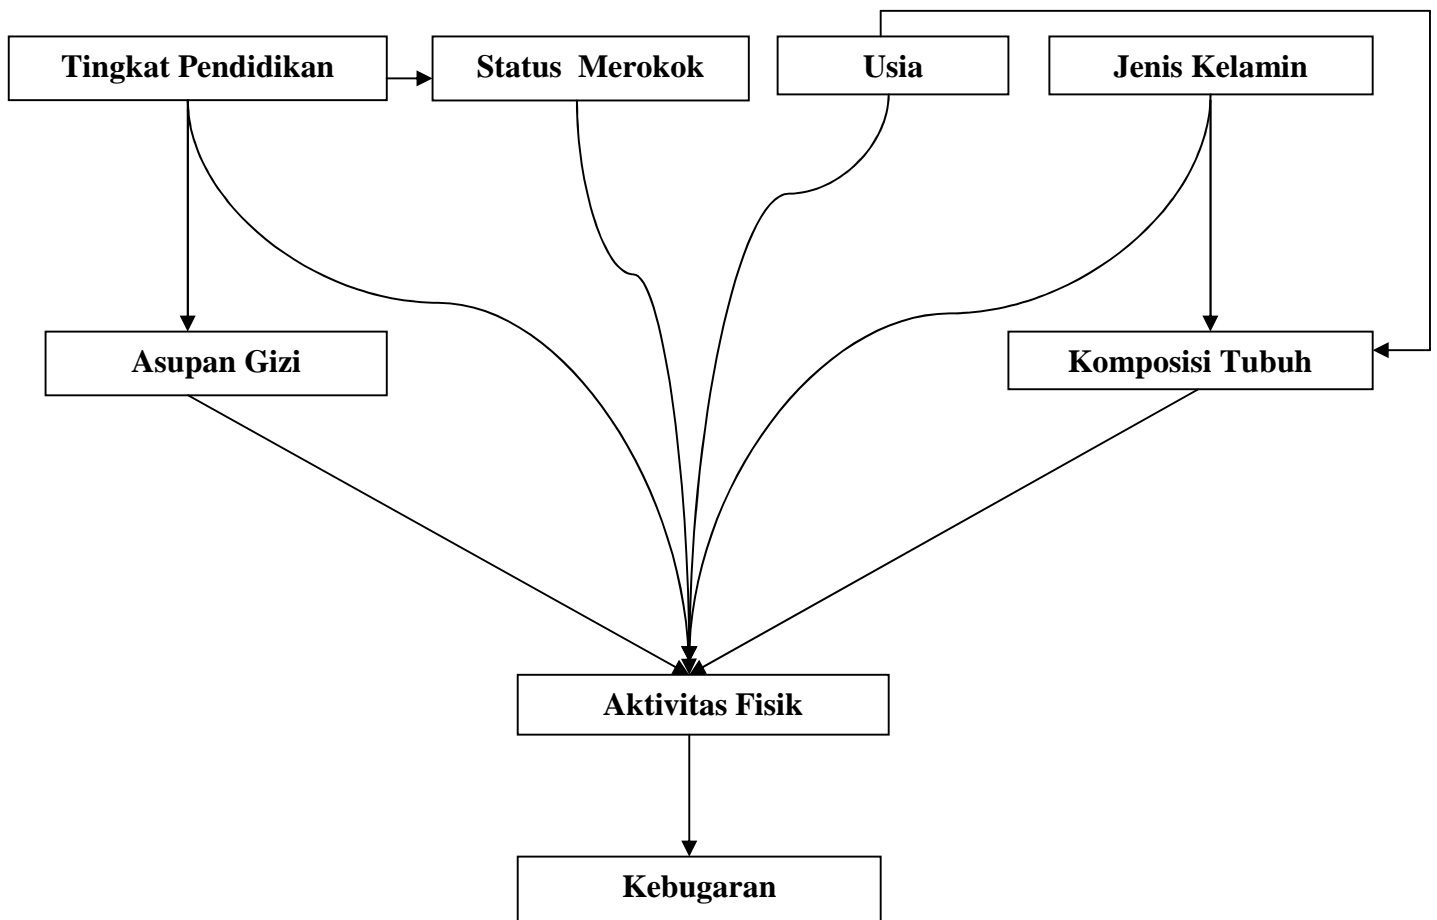 Tingkat Pendidikan
Status Merokok
Usia
Jenis Kelamin
Asupan Gizi
Komposisi Tubuh
Aktivitas Fisik
Kebugaran